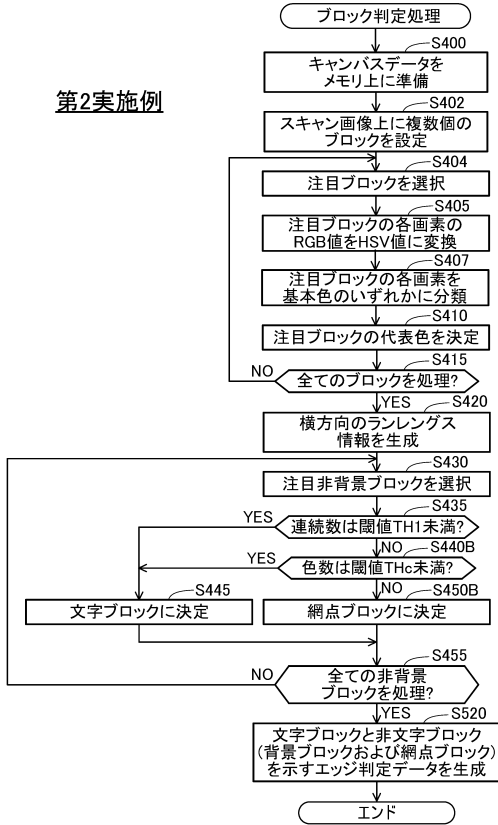 ブロック判定処理
第2実施例
S400
キャンバスデータを
メモリ上に準備
S402
スキャン画像上に複数個の
ブロックを設定
S404
注目ブロックを選択
S405
注目ブロックの各画素の
RGB値をHSV値に変換
S407
注目ブロックの各画素を
基本色のいずれかに分類
S410
注目ブロックの代表色を決定
S415
NO
全てのブロックを処理?
YES
S420
横方向のランレングス
情報を生成
S430
注目非背景ブロックを選択
S435
YES
連続数は閾値TH1未満?
NO
S440B
YES
色数は閾値THc未満?
NO
S445
文字ブロックに決定
S450B
網点ブロックに決定
S455
NO
全ての非背景
ブロックを処理?
YES
S520
文字ブロックと非文字ブロック
(背景ブロックおよび網点ブロック)
を示すエッジ判定データを生成
エンド